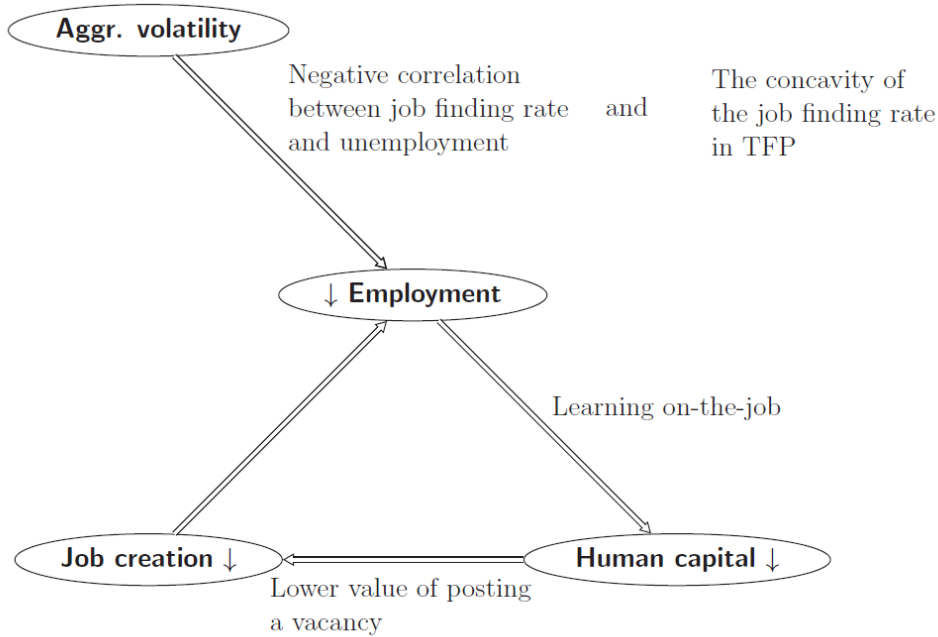 Aggr. volatility
Negative correlation
between job finding rate
and unemployment
and
The concavity of
the job finding rate
in TFP
↓ Employment
Learning on-the-job
Job creation ↓
Human capital ↓
Lower value of posting
a vacancy